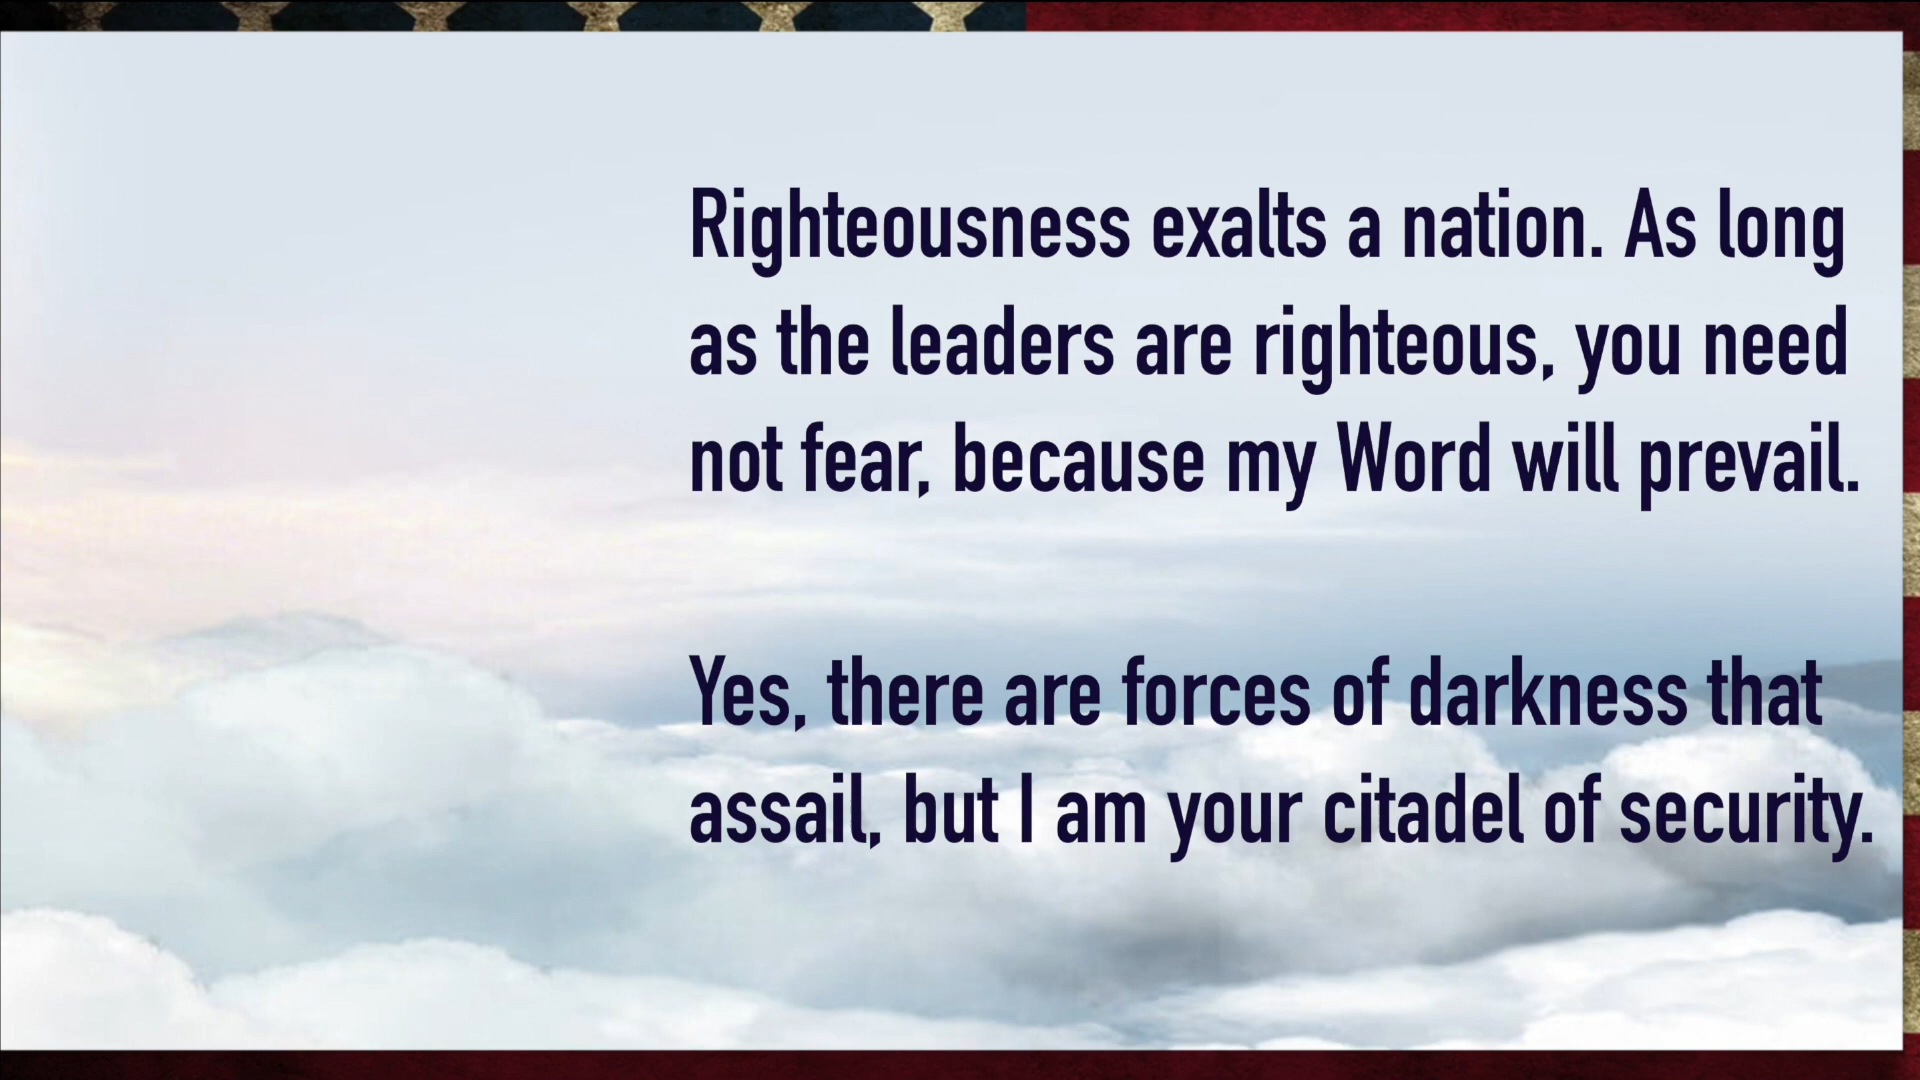 Righteousness exalts a nation. As long
as the leaders are righteous, you need
not fear, because my Word will prevail.
Yes, there are forces of darkness that
assail, but I am your citadel of security.